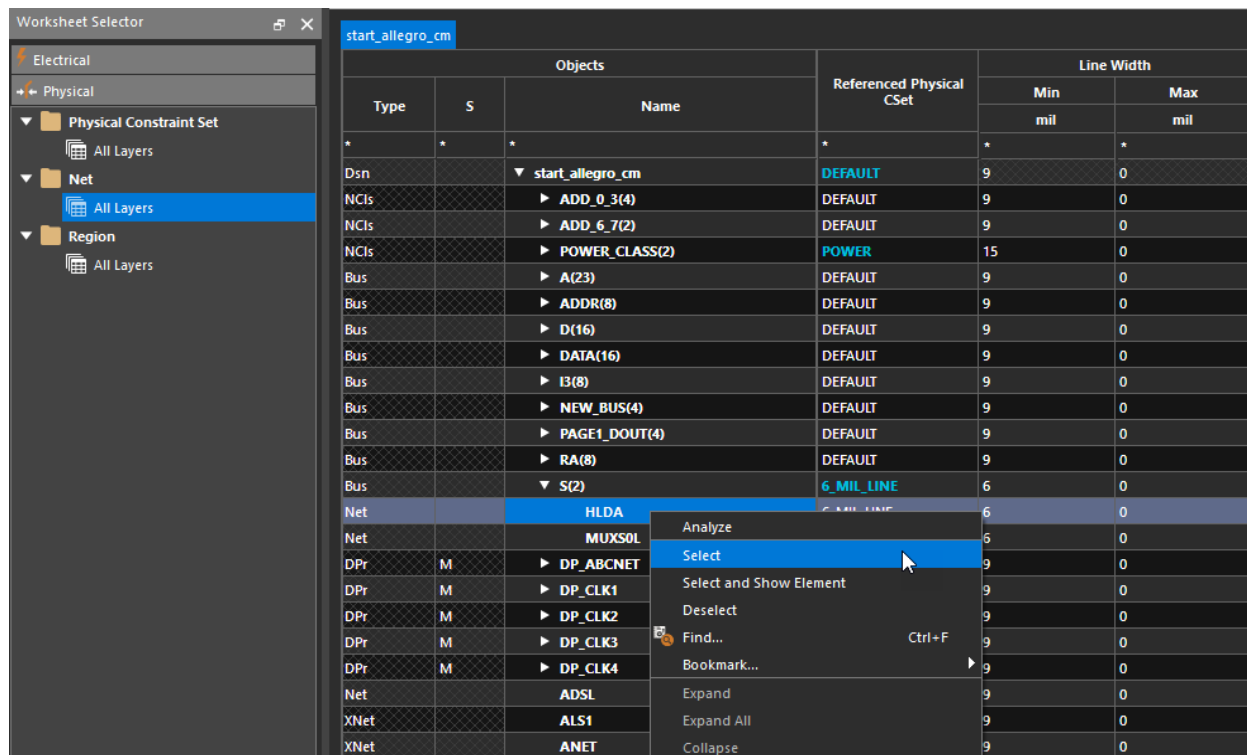 Worksheet Selector
Electrical
Physical
Physical Constraint Set
All Layers
Net
All Layers
Region
All Layers
start_allegro_cm
Objects
Referenced Physical CSet
Line Width
Type S Name
Min Max
mil mil
* * * * * *
Dsn start_allegro_cm DEFAULT 9 0
NCls ADD_0_3(4) DEFAULT 9 0
NCls ADD_6_7(2) DEFAULT 9 0
NCls POWER_CLASS(2) POWER 15 0
Bus A(23) DEFAULT 9 0
Bus ADDR(8) DEFAULT 9 0
Bus D(16) DEFAULT 9 0
Bus DATA(16) DEFAULT 9 0
Bus I3(8) DEFAULT 9 0
Bus NEW_BUS(4) DEFAULT 9 0
Bus PAGE1_DOUT(4) DEFAULT 9 0
Bus RA(8) DEFAULT 9 0
Bus S(2) 6_MIL_LINE 6 0
Net HLDA 6_MIL_LINE 6 0
Net MUXS0L 6 0
DPr M DP_ABCNET 9 0
DPr M DP_CLK1 9 0
DPr M DP_CLK2 9 0
DPr M DP_CLK3 9 0
DPr M DP_CLK4 9 0
Net ADSL 9 0
XNet ALS1 9 0
XNet ANET 9 0
Analyze
Select
Select and Show Element
Deselect
Find... Ctrl+F
Bookmark...
Expand
Expand All
Collapse